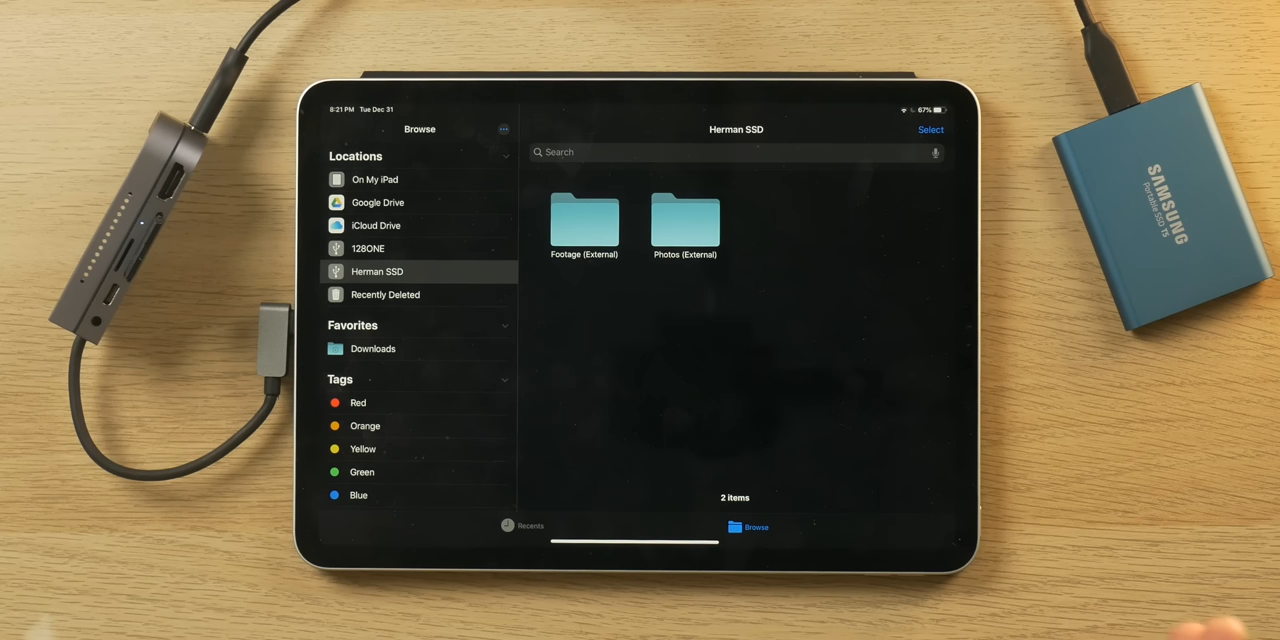 8:21 PM Tue Dec 31
67%
Browse
Locations
On My iPad
Google Drive
iCloud Drive
128ONE
Herman SSD
Recently Deleted
Favorites
Downloads
Tags
Red
Orange
Yellow
Green
Blue
Herman SSD
Select
Search
Footage (External)
Photos (External)
2 items
Recents
Browse
SAMSUNG
Portable SSD T5